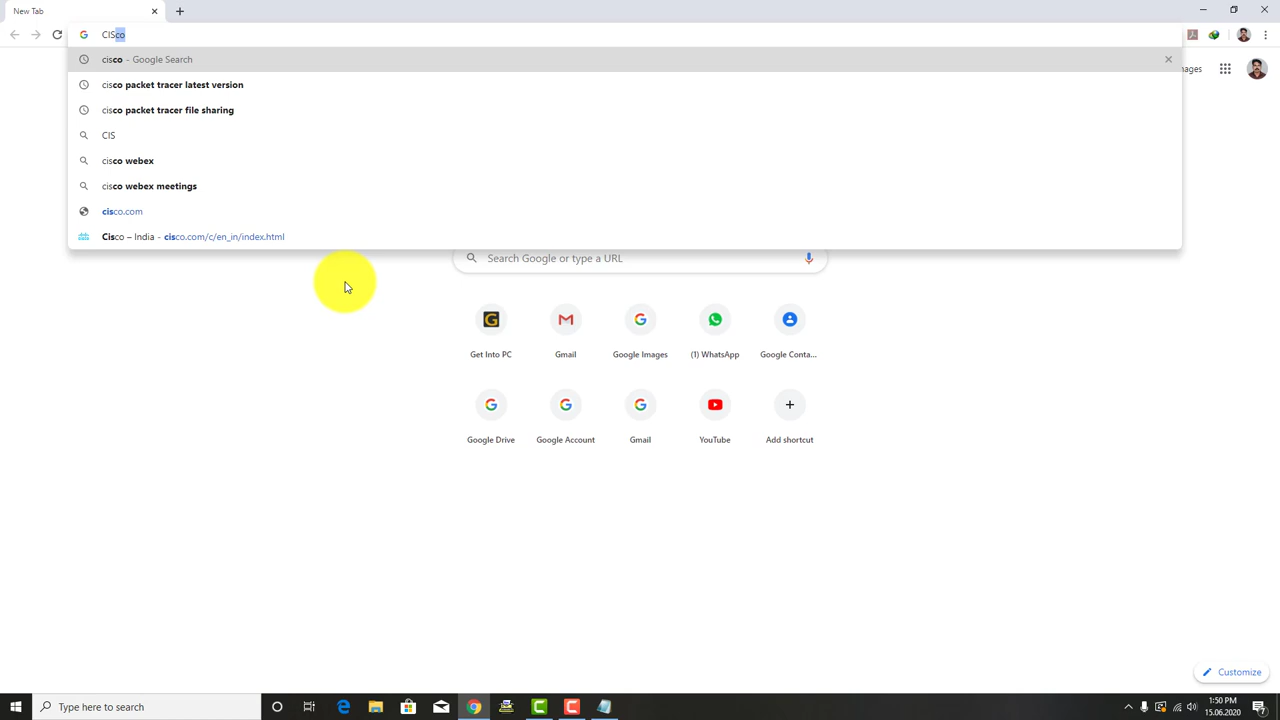 New Tab
CISco
cisco - Google Search
cisco packet tracer latest version
cisco packet tracer file sharing
CIS
cisco webex
cisco webex meetings
cisco.com
Cisco – India - cisco.com/c/en_in/index.html
ages
Search Google or type a URL
Get Into PC
Gmail
Google Images
(1) WhatsApp
Google Conta...
Google Drive
Google Account
Gmail
YouTube
Add shortcut
Customize
Type here to search
1:50 PM
15.06.2020